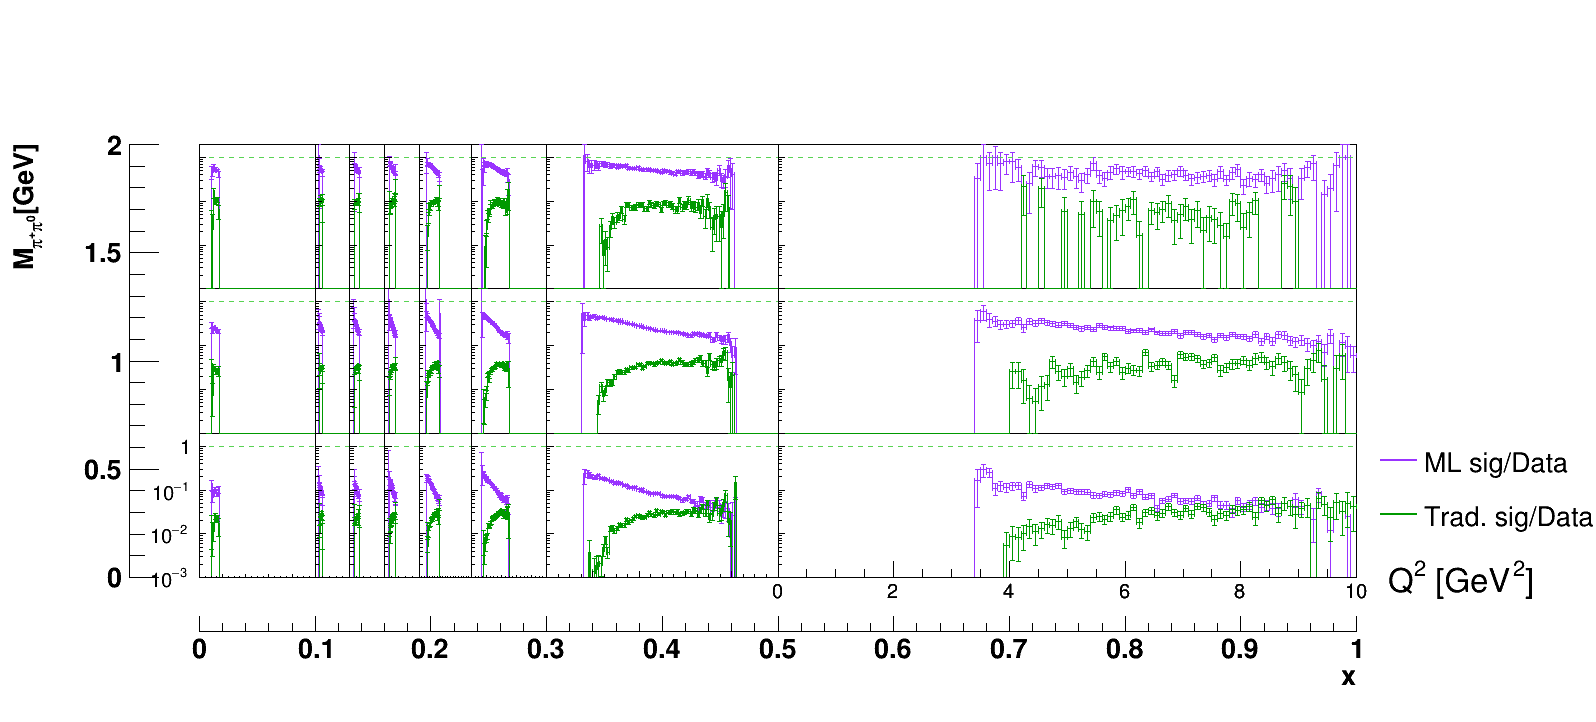 M π⁺π⁰ [GeV]
2
1.5
1
0.5
0
1
10⁻¹
10⁻²
10⁻³
0 2 4 6 8 10
Q² [GeV²]
0 0.1 0.2 0.3 0.4 0.5 0.6 0.7 0.8 0.9 1
x
ML sig/Data
Trad. sig/Data